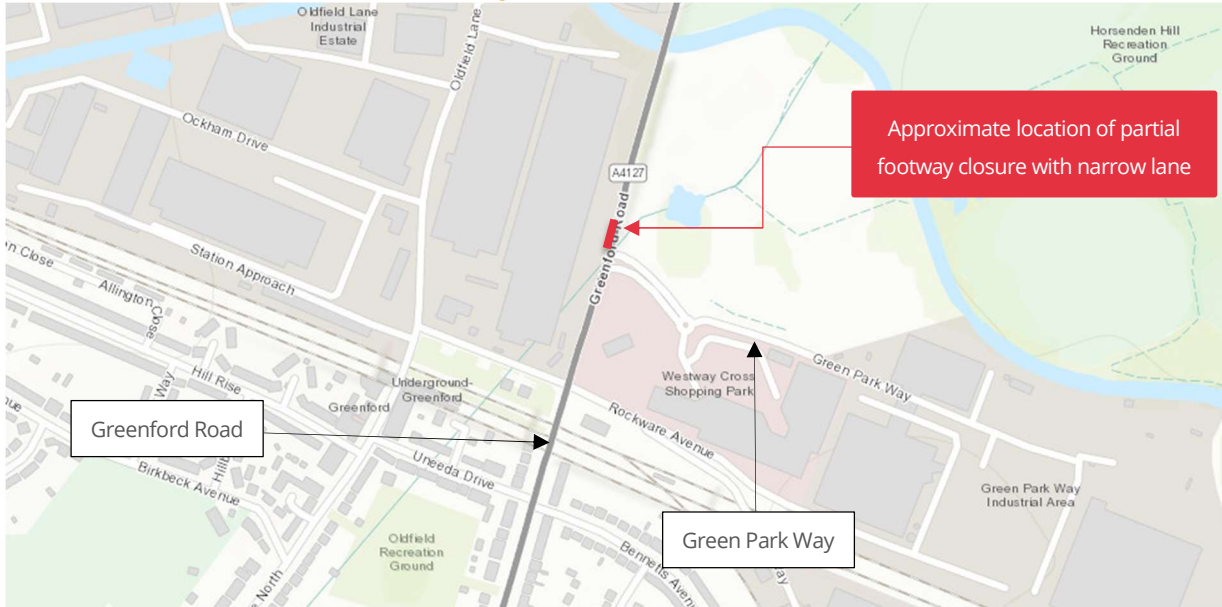 Oldfield Lane
Industrial
Estate
Oldfield Lane
Horsenden Hill
Recreation
Ground
Approximate location of partial
footway closure with narrow lane
Ockham Drive
A4127
Greenford Road
Station Approach
Close
Allington
Close
Way
Hill Rise
Underground-
Greenford
Greenford
Westway Cross
Shopping Park
Green Park Way
Rockware Avenue
Greenford Road
Birkbeck Avenue
Uneeda Drive
Green Park Way
Industrial Area
Green Park Way
Oldfield
Recreation
Ground
Bennetts Avenue
North